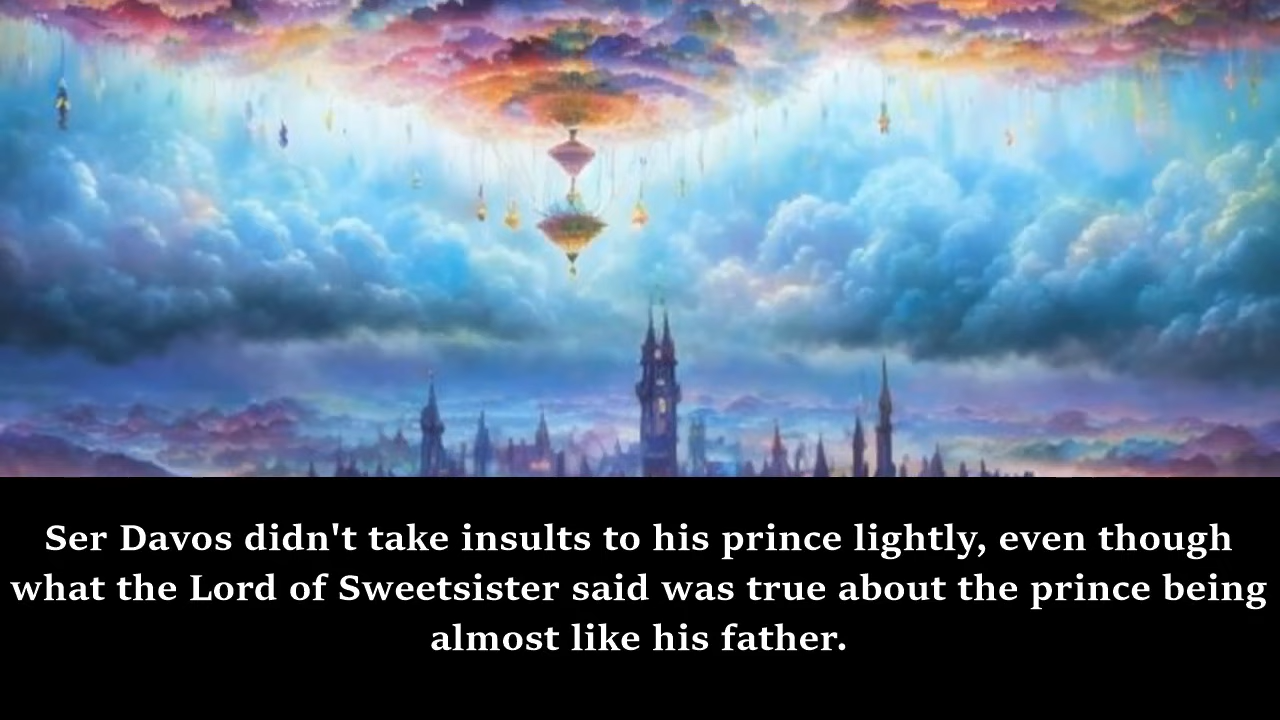 Ser Davos didn't take insults to his prince lightly, even though
what the Lord of Sweetsister said was true about the prince being
almost like his father.